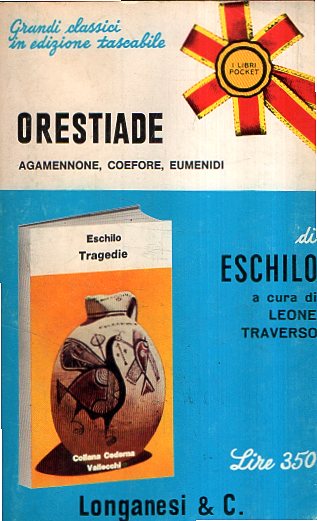 Grandi classici
in edizione tascabile
I LIBRI
POCKET
ORESTIADE
AGAMENNONE, COEFORE, EUMENIDI
di
ESCHILO
a cura di
LEONE
TRAVERSO
Eschilo
Tragedie
Collana Cederna
Vallecchi
Lire 350
Longanesi & C.